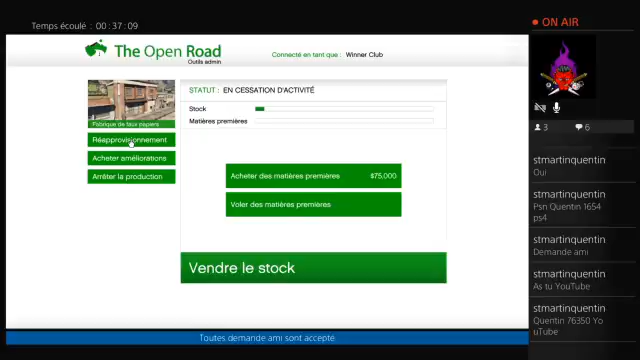 Temps écoulé : 00:37:09
ON AIR
The Open Road
Outils admin
Connecté en tant que : Winner Club
STATUT : EN CESSATION D'ACTIVITÉ
Stock
Matières premières
Fabrique de faux papiers
Réapprovisionnement
Acheter améliorations
Arrêter la production
Acheter des matières premières $75,000
Voler des matières premières
Vendre le stock
Toutes demande ami sont accepté
3 6
stmartinquentin
Oui
stmartinquentin
Psn Quentin 1654
ps4
stmartinquentin
Demande ami
stmartinquentin
As tu YouTube
stmartinquentin
Quentin 76350 Yo
uTube